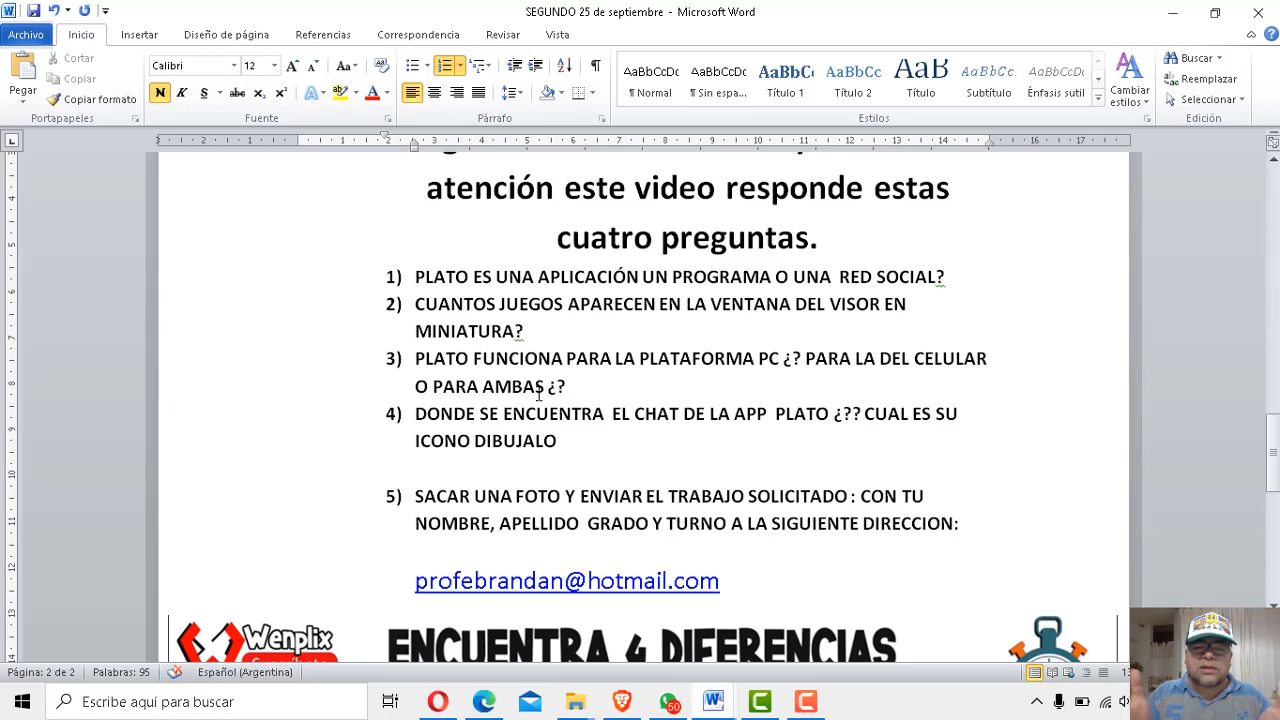 SEGUNDO 25 de septiembre - Microsoft Word
Archivo Inicio Insertar Diseño de página Referencias Correspondencia Revisar Vista
Cortar
Copiar
Copiar formato
Pegar
Calibri 12
AaBbCcDc AaBbCcDc AaBbCc AaBbCc AaB AaBbCc. AaBbCcDc
¶ Normal ¶ Sin espa... Título 1 Título 2 Título Subtítulo Énfasis sutil
Cambiar estilos
Buscar
Reemplazar
Seleccionar
Portapapeles Fuente Párrafo Estilos Edición
atención este video responde estas
cuatro preguntas.
1) PLATO ES UNA APLICACIÓN UN PROGRAMA O UNA RED SOCIAL?
2) CUANTOS JUEGOS APARECEN EN LA VENTANA DEL VISOR EN
MINIATURA?
3) PLATO FUNCIONA PARA LA PLATAFORMA PC ¿? PARA LA DEL CELULAR
O PARA AMBAS ¿?
4) DONDE SE ENCUENTRA EL CHAT DE LA APP PLATO ¿?? CUAL ES SU
ICONO DIBUJALO
5) SACAR UNA FOTO Y ENVIAR EL TRABAJO SOLICITADO : CON TU
NOMBRE, APELLIDO GRADO Y TURNO A LA SIGUIENTE DIRECCION:
profebrandan@hotmail.com
Wenplix
ENCUENTRA 4 DIFERENCIAS
Página: 2 de 2 Palabras: 95 Español (Argentina)
Escribe aquí para buscar
50